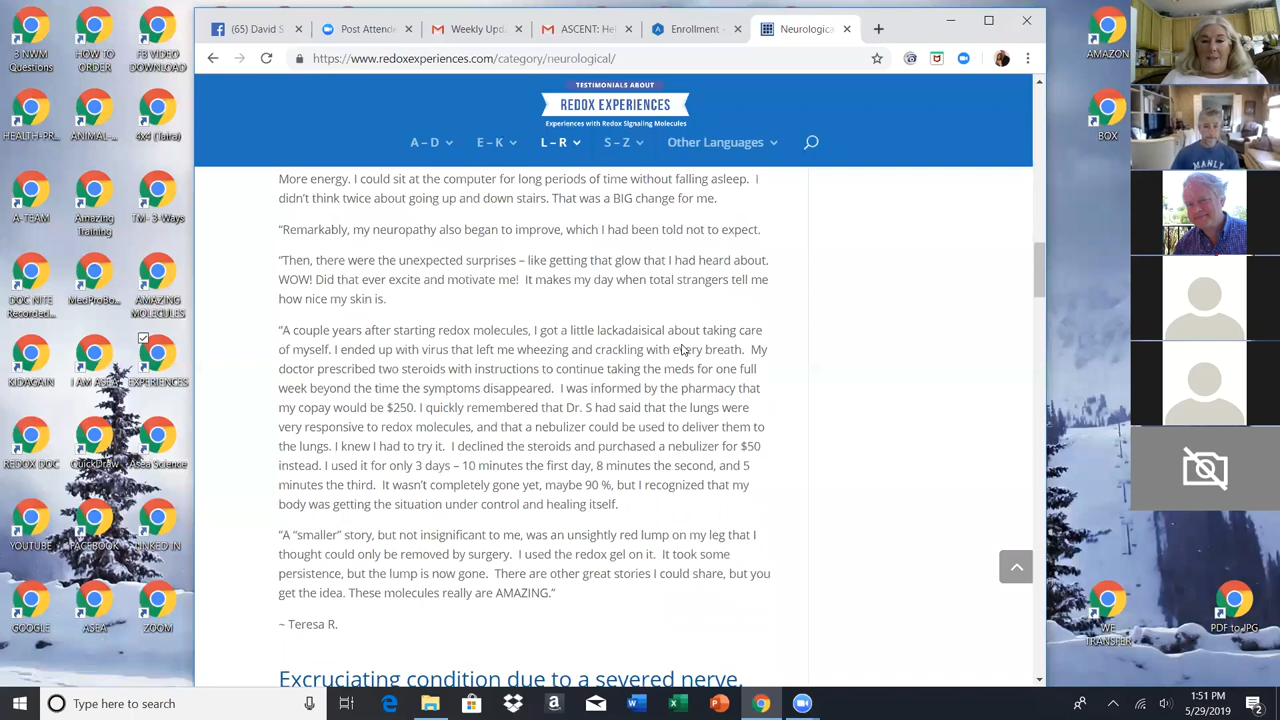 3 NWM Questions
HOW TO ORDER
FB VIDEO DOWNLOAD
HEALTH-PR...
ANIMAL-...
4x4 (Taira)
A-TEAM
Amazing Training
TM- 3-Ways
DOC NITE Recorded...
MedProBo...
AMAZING MOLECULES
KIDAGAIN
I AM ASEA
EXPERIENCES
REDOX DOC
QuickDraw
Asea Science
YOUTUBE
FACEBOOK
LINKED IN
GOOGLE
ASEA
ZOOM
(65) David S
Post Attende
Weekly Upd
ASCENT: He
Enrollment -
Neurologica
https://www.redoxexperiences.com/category/neurological/
TESTIMONIALS ABOUT
REDOX EXPERIENCES
Experiences with Redox Signaling Molecules
A – D
E – K
L – R
S – Z
Other Languages
More energy. I could sit at the computer for long periods of time without falling asleep. I
didn't think twice about going up and down stairs. That was a BIG change for me.
"Remarkably, my neuropathy also began to improve, which I had been told not to expect.
"Then, there were the unexpected surprises – like getting that glow that I had heard about.
WOW! Did that ever excite and motivate me! It makes my day when total strangers tell me
how nice my skin is.
"A couple years after starting redox molecules, I got a little lackadaisical about taking care
of myself. I ended up with virus that left me wheezing and crackling with every breath. My
doctor prescribed two steroids with instructions to continue taking the meds for one full
week beyond the time the symptoms disappeared. I was informed by the pharmacy that
my copay would be $250. I quickly remembered that Dr. S had said that the lungs were
very responsive to redox molecules, and that a nebulizer could be used to deliver them to
the lungs. I knew I had to try it. I declined the steroids and purchased a nebulizer for $50
instead. I used it for only 3 days – 10 minutes the first day, 8 minutes the second, and 5
minutes the third. It wasn't completely gone yet, maybe 90 %, but I recognized that my
body was getting the situation under control and healing itself.
"A "smaller" story, but not insignificant to me, was an unsightly red lump on my leg that I
thought could only be removed by surgery. I used the redox gel on it. It took some
persistence, but the lump is now gone. There are other great stories I could share, but you
get the idea. These molecules really are AMAZING."
~ Teresa R.
Excruciating condition due to a severed nerve.
AMAZON
BOX
MANLY
WE TRANSFER
PDF to JPG
Type here to search
1:51 PM
5/29/2019
2